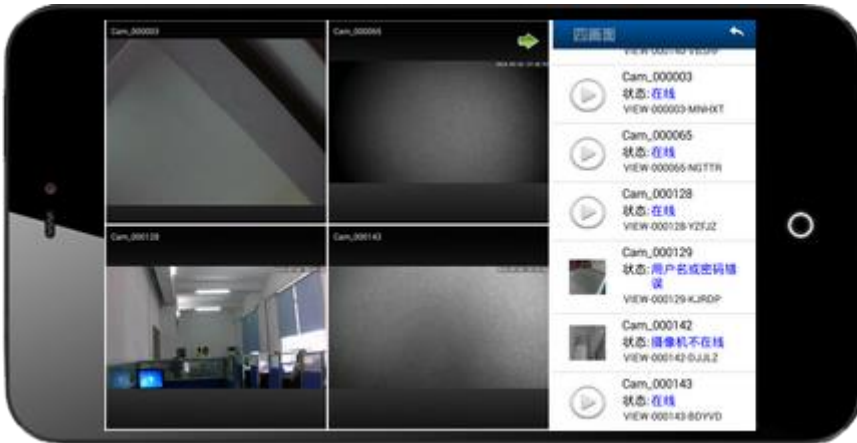 Cam_000003
Cam_000065
Cam_000128
Cam_000143
四画面
Cam_000003
状态:在线
VIEW-000003-MNHXT
Cam_000065
状态:在线
VIEW-000065-NGTTR
Cam_000128
状态:在线
VIEW-000128-YZFJZ
Cam_000129
状态:用户名或密码错
误
VIEW-000129-KJRDP
Cam_000142
状态:摄像机不在线
VIEW-000142-DJJLZ
Cam_000143
状态:在线
VIEW-000143-BDYVD